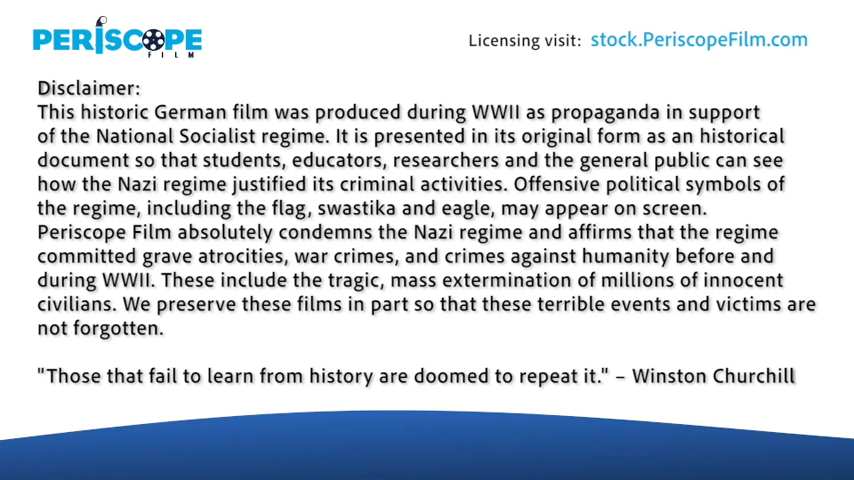 PERISCOPE
FILM
Licensing visit: stock.PeriscopeFilm.com
Disclaimer:
This historic German film was produced during WWII as propaganda in support
of the National Socialist regime. It is presented in its original form as an historical
document so that students, educators, researchers and the general public can see
how the Nazi regime justified its criminal activities. Offensive political symbols of
the regime, including the flag, swastika and eagle, may appear on screen.
Periscope Film absolutely condemns the Nazi regime and affirms that the regime
committed grave atrocities, war crimes, and crimes against humanity before and
during WWII. These include the tragic, mass extermination of millions of innocent
civilians. We preserve these films in part so that these terrible events and victims are
not forgotten.
"Those that fail to learn from history are doomed to repeat it." – Winston Churchill